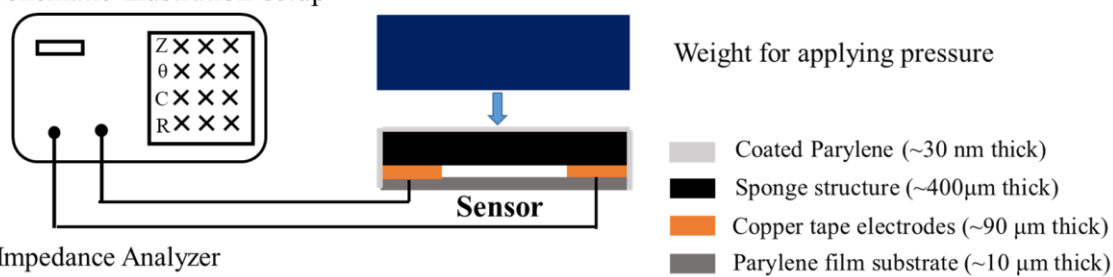 Z × × ×
θ × × ×
C × × ×
R × × ×
Weight for applying pressure
Coated Parylene (~30 nm thick)
Sponge structure (~400μm thick)
Sensor
Copper tape electrodes (~90 μm thick)
Impedance Analyzer
Parylene film substrate (~10 μm thick)